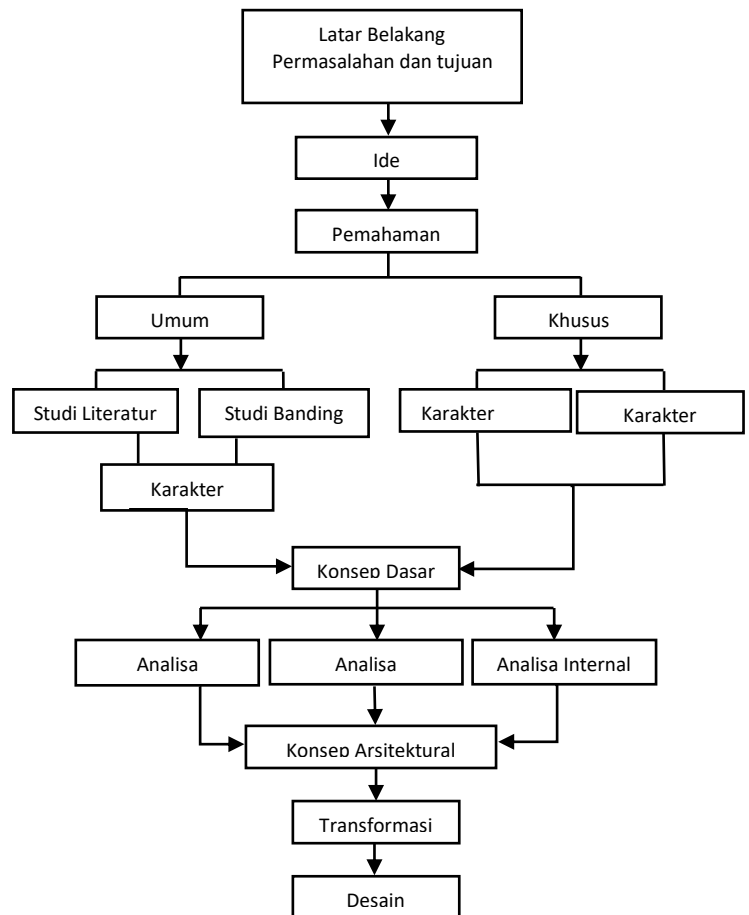 Latar Belakang
Permasalahan dan tujuan
Ide
Pemahaman
Umum
Khusus
Studi Literatur
Studi Banding
Karakter
Karakter
Karakter
Konsep Dasar
Analisa
Analisa
Analisa Internal
Konsep Arsitektural
Transformasi
Desain